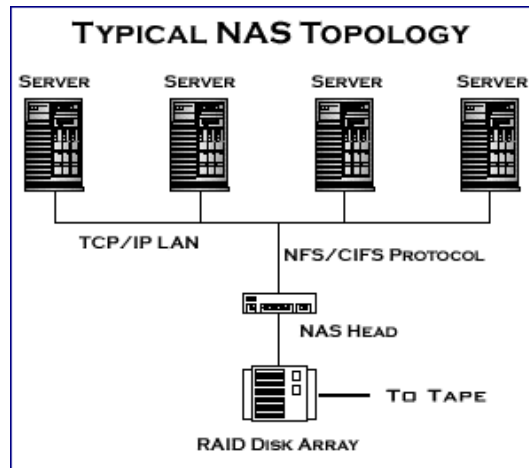 TYPICAL NAS TOPOLOGY
SERVER SERVER SERVER SERVER
TCP/IP LAN
NFS/CIFS PROTOCOL
NAS HEAD
TO TAPE
RAID DISK ARRAY